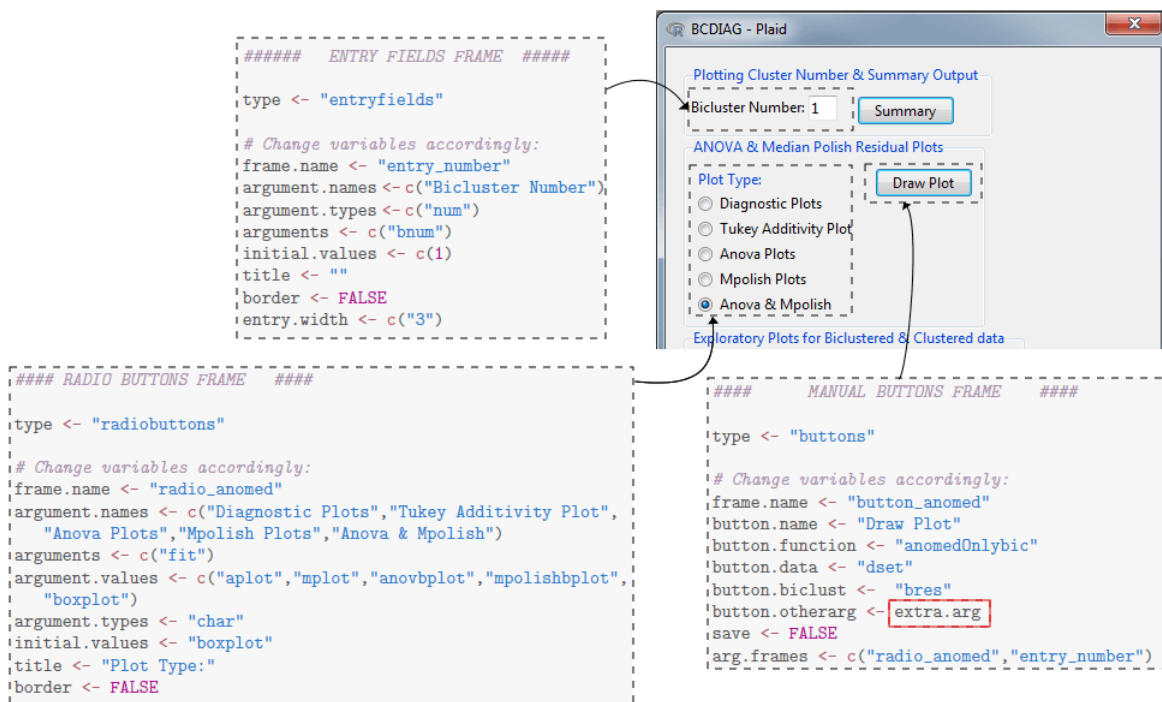 ###### ENTRY FIELDS FRAME #####
type <- "entryfields"
# Change variables accordingly:
frame.name <- "entry_number"
argument.names <- c("Bicluster Number")
argument.types <- c("num")
arguments <- c("bnum")
initial.values <- c(1)
title <- ""
border <- FALSE
entry.width <- c("3")
BCDIAG - Plaid
Plotting Cluster Number & Summary Output
Bicluster Number: 1 Summary
ANOVA & Median Polish Residual Plots
Plot Type:
Draw Plot
Diagnostic Plots
Tukey Additivity Plot
Anova Plots
Mpolish Plots
Anova & Mpolish
Exploratory Plots for Biclustered & Clustered data
#### RADIO BUTTONS FRAME ####
type <- "radiobuttons"
# Change variables accordingly:
frame.name <- "radio_anomed"
argument.names <- c("Diagnostic Plots","Tukey Additivity Plot",
"Anova Plots","Mpolish Plots","Anova & Mpolish")
arguments <- c("fit")
argument.values <- c("aplot","mplot","anovbplot","mpolishbplot",
"boxplot")
argument.types <- "char"
initial.values <- "boxplot"
title <- "Plot Type:"
border <- FALSE
#### MANUAL BUTTONS FRAME ####
type <- "buttons"
# Change variables accordingly:
frame.name <- "button_anomed"
button.name <- "Draw Plot"
button.function <- "anomedOnlybic"
button.data <- "dset"
button.biclust <- "bres"
button.otherarg <- extra.arg
save <- FALSE
arg.frames <- c("radio_anomed","entry_number")